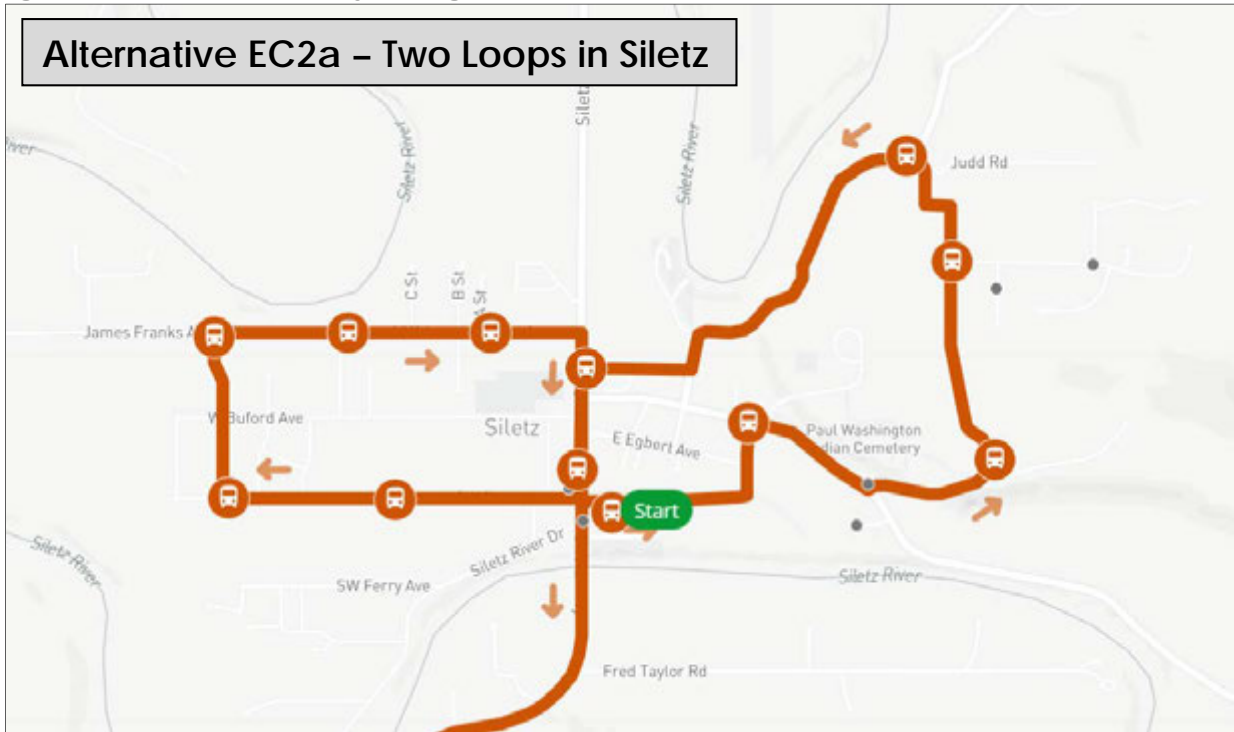 Alternative EC2a – Two Loops in Siletz
Siletz
River
Siletz River
Siletz River
Judd Rd
C St
B St
A St
James Franks A
W Buford Ave
Siletz
E Egbert Ave
Paul Washington
dian Cemetery
Start
Siletz River Dr
Siletz River
SW Ferry Ave
Siletz River
Fred Taylor Rd